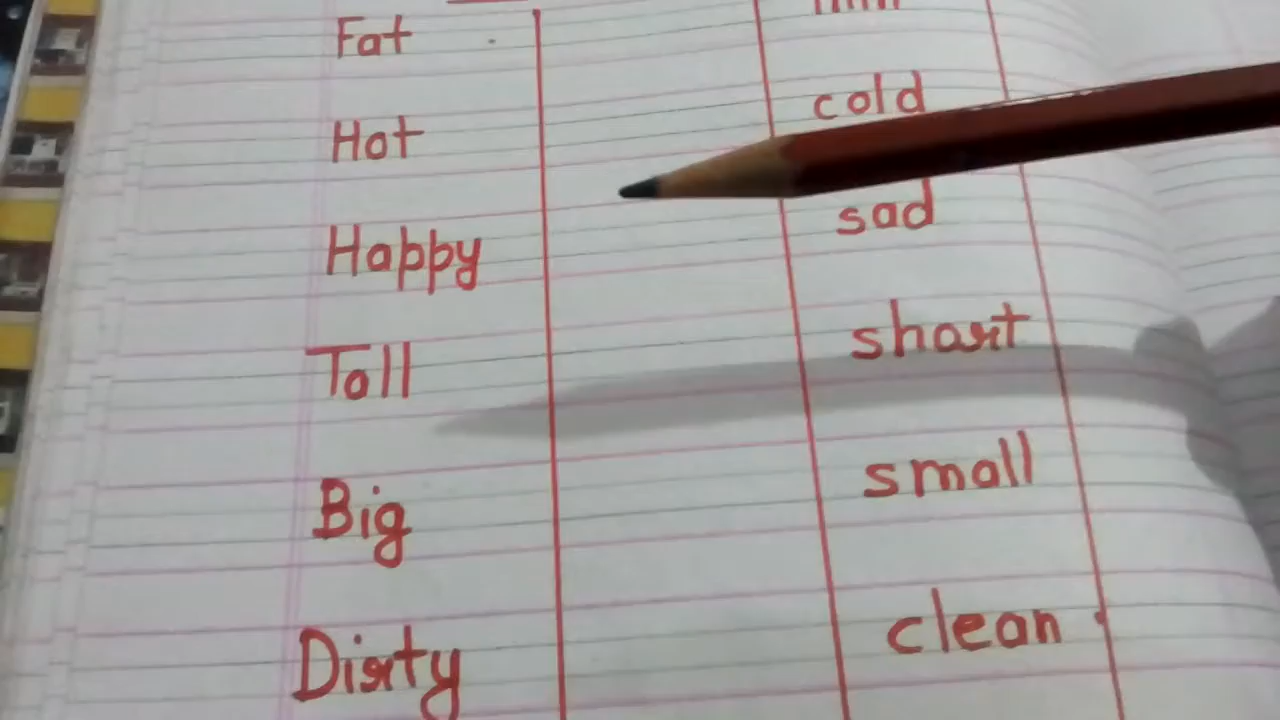 Fat
Hot cold
Happy sad
Tall short
Big small
Dirty clean